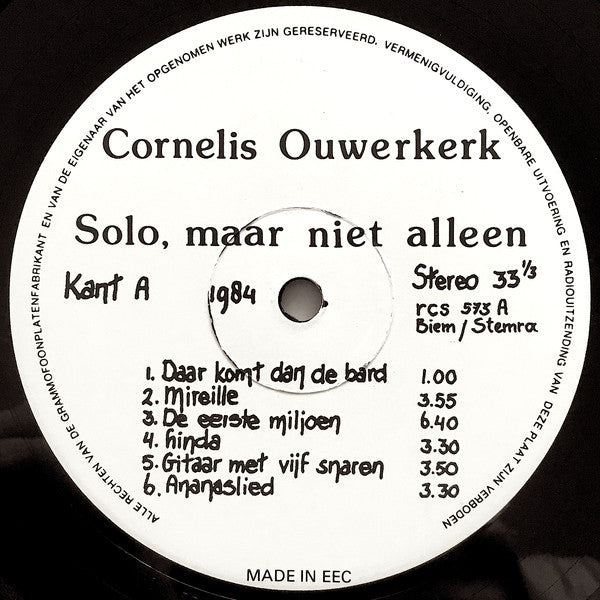 ALLE RECHTEN VAN DE GRAMMOFOONPLATENFABRIKANT EN VAN DE EIGENAAR VAN HET OPGENOMEN WERK ZIJN GERESERVEERD. VERMENIGVULDIGING, OPENBARE UITVOERING EN RADIOUITZENDING VAN DEZE PLAAT ZIJN VERBODEN
Cornelis Ouwerkerk
Solo, maar niet alleen
Kant A 1984 Stereo 33 1/3
rcs 573 A
Biem / Stemra
1. Daar komt dan de bard 1.00
2. Mireille 3.55
3. De eerste miljoen 6.40
4. hinda 3.30
5. Gitaar met vijf snaren 3.50
6. Ananaslied 3.30
MADE IN EEC